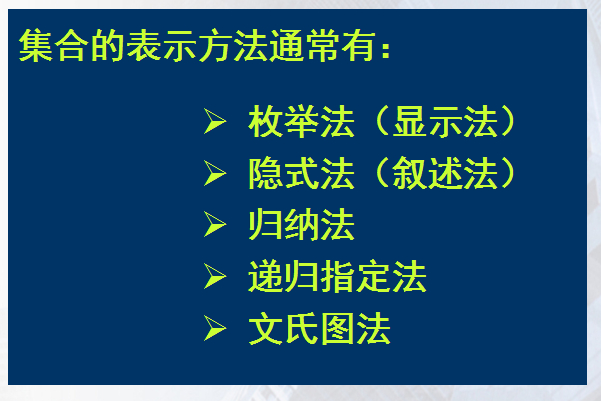 集合的表示方法通常有：
➢ 枚举法（显示法）
➢ 隐式法（叙述法）
➢ 归纳法
➢ 递归指定法
➢ 文氏图法